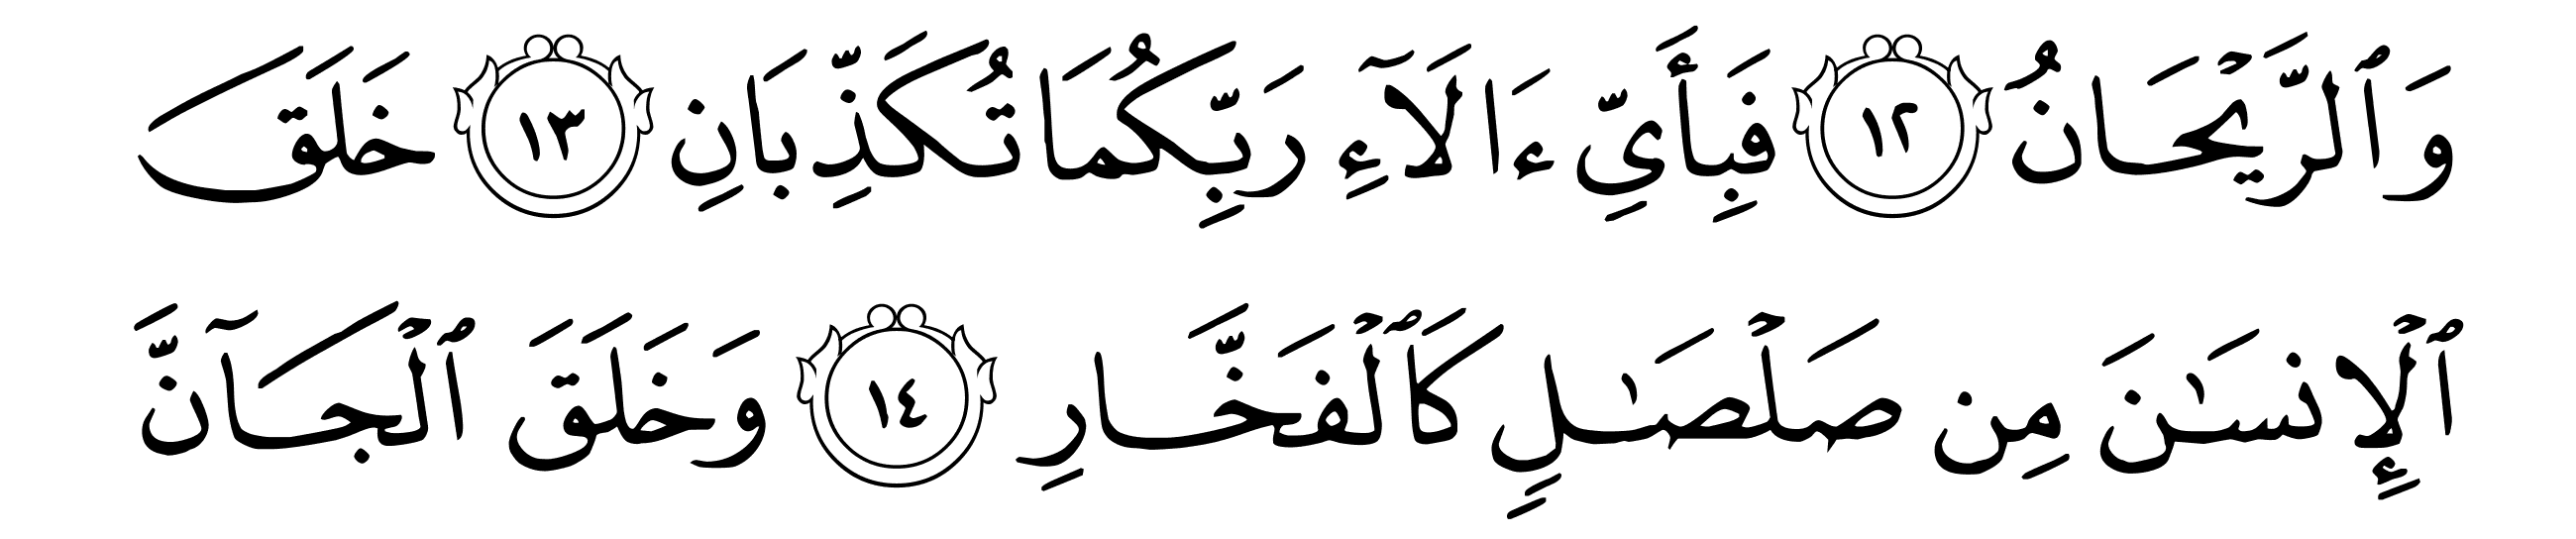 وَٱلرَّيۡحَانُ ١٢ فَبِأَيِّ ءَالَآءِ رَبِّكُمَا تُكَذِّبَانِ ١٣ خَلَقَ
ٱلۡإِنسَٰنَ مِن صَلۡصَٰلٖ كَٱلۡفَخَّارِ ١٤ وَخَلَقَ ٱلۡجَآنَّ